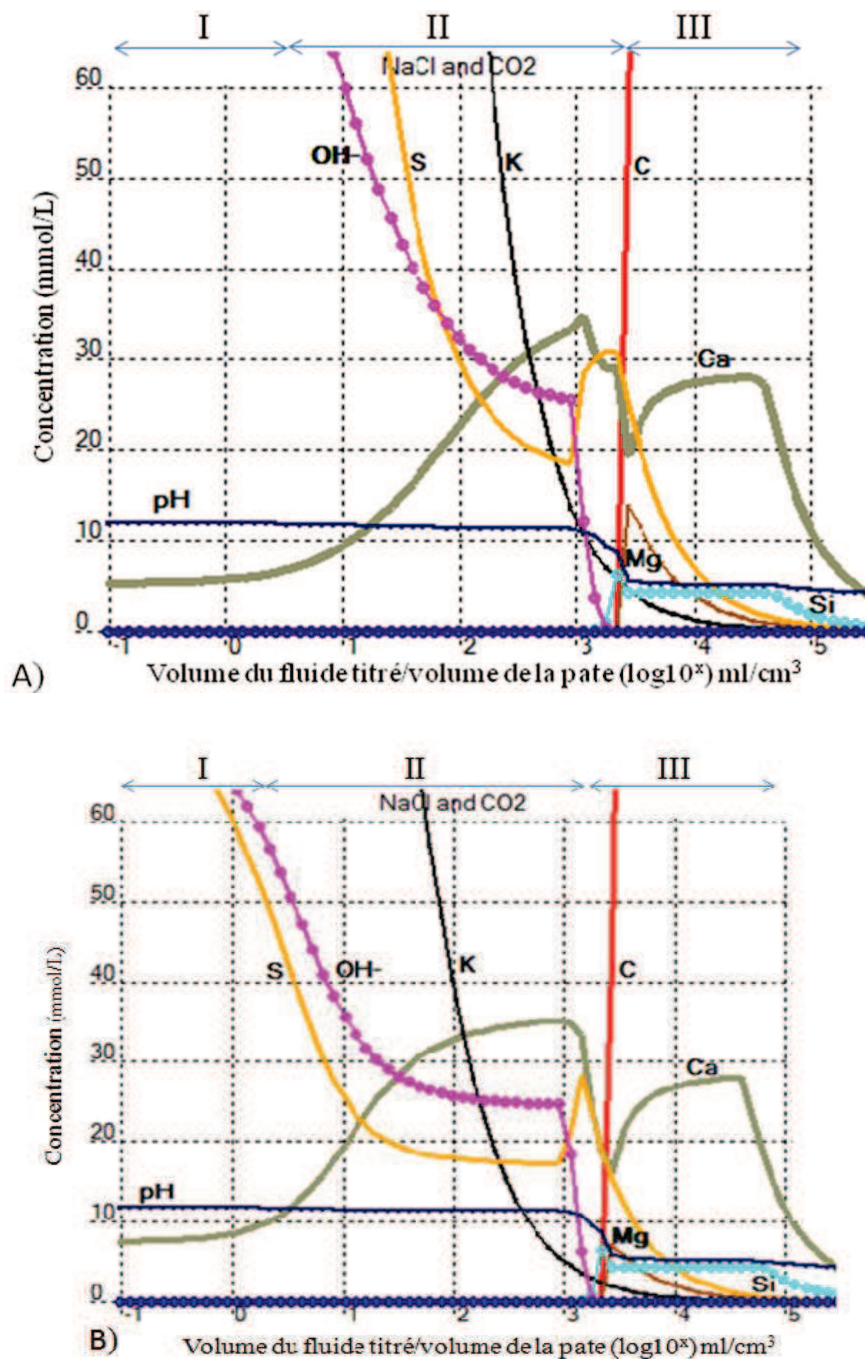 I II III
NaCl and CO2
60
50
40
30
20
10
0
Concentration (mmol/L)
OH-
S
K
C
Ca
pH
Mg
Si
-1 0 1 2 3 4 5
Volume du fluide titré/volume de la pate (log10ˣ) ml/cm³
A)
I II III
NaCl and CO2
60
50
40
30
20
10
0
Concentration (mmol/L)
S
OH-
K
C
Ca
pH
Mg
Si
-1 0 1 2 3 4 5
Volume du fluide titré/volume de la pate (log10ˣ) ml/cm³
B)